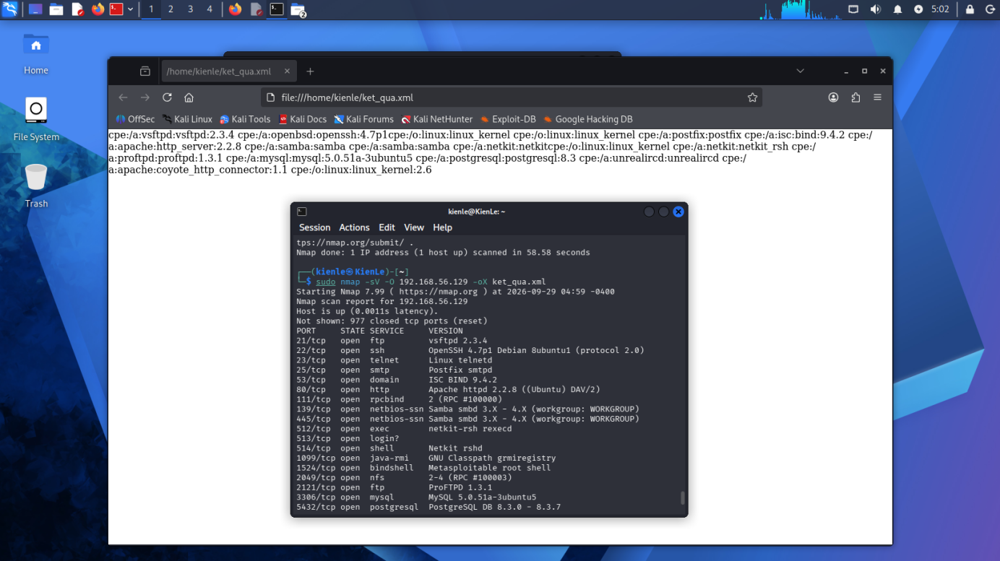 1 2 3 4 2 5:02
Home
File System
Trash
/home/kienle/ket_qua.xml
file:///home/kienle/ket_qua.xml
OffSec Kali Linux Kali Tools Kali Docs Kali Forums Kali NetHunter Exploit-DB Google Hacking DB
cpe:/a:vsftpd:vsftpd:2.3.4 cpe:/a:openbsd:openssh:4.7p1cpe:/o:linux:linux_kernel cpe:/o:linux:linux_kernel cpe:/a:postfix:postfix cpe:/a:isc:bind:9.4.2 cpe:/
a:apache:http_server:2.2.8 cpe:/a:samba:samba cpe:/a:samba:samba cpe:/a:netkit:netkitcpe:/o:linux:linux_kernel cpe:/a:netkit:netkit_rsh cpe:/
a:proftpd:proftpd:1.3.1 cpe:/a:mysql:mysql:5.0.51a-3ubuntu5 cpe:/a:postgresql:postgresql:8.3 cpe:/a:unrealircd:unrealircd cpe:/
a:apache:coyote_http_connector:1.1 cpe:/o:linux:linux_kernel:2.6
kienle@KienLe: ~
Session Actions Edit View Help
tps://nmap.org/submit/ .
Nmap done: 1 IP address (1 host up) scanned in 58.58 seconds
┌──(kienle㉿KienLe)-[~]
└─$ sudo nmap -sV -O 192.168.56.129 -oX ket_qua.xml
Starting Nmap 7.99 ( https://nmap.org ) at 2026-09-29 04:59 -0400
Nmap scan report for 192.168.56.129
Host is up (0.0011s latency).
Not shown: 977 closed tcp ports (reset)
PORT STATE SERVICE VERSION
21/tcp open ftp vsftpd 2.3.4
22/tcp open ssh OpenSSH 4.7p1 Debian 8ubuntu1 (protocol 2.0)
23/tcp open telnet Linux telnetd
25/tcp open smtp Postfix smtpd
53/tcp open domain ISC BIND 9.4.2
80/tcp open http Apache httpd 2.2.8 ((Ubuntu) DAV/2)
111/tcp open rpcbind 2 (RPC #100000)
139/tcp open netbios-ssn Samba smbd 3.X - 4.X (workgroup: WORKGROUP)
445/tcp open netbios-ssn Samba smbd 3.X - 4.X (workgroup: WORKGROUP)
512/tcp open exec netkit-rsh rexecd
513/tcp open login?
514/tcp open shell Netkit rshd
1099/tcp open java-rmi GNU Classpath grmiregistry
1524/tcp open bindshell Metasploitable root shell
2049/tcp open nfs 2-4 (RPC #100003)
2121/tcp open ftp ProFTPD 1.3.1
3306/tcp open mysql MySQL 5.0.51a-3ubuntu5
5432/tcp open postgresql PostgreSQL DB 8.3.0 - 8.3.7